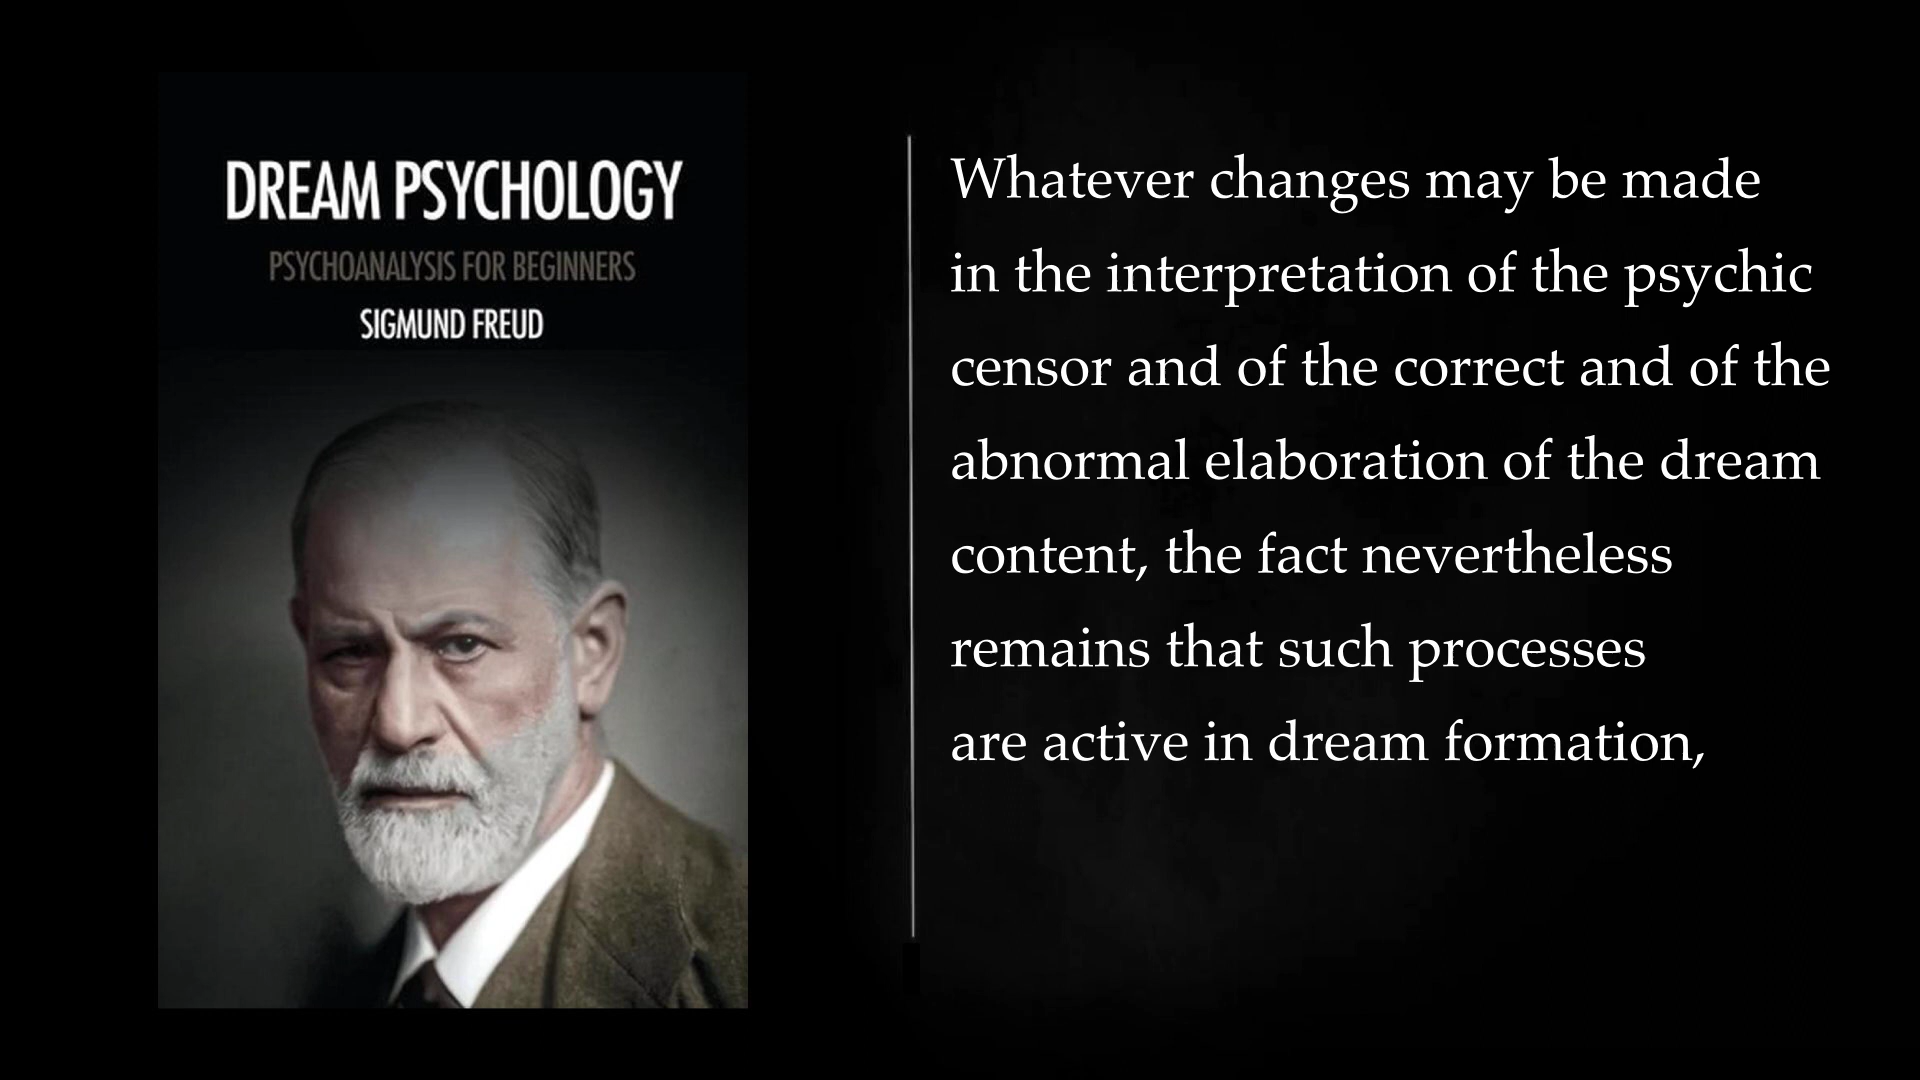 DREAM PSYCHOLOGY
PSYCHOANALYSIS FOR BEGINNERS
SIGMUND FREUD
Whatever changes may be made
in the interpretation of the psychic
censor and of the correct and of the
abnormal elaboration of the dream
content, the fact nevertheless
remains that such processes
are active in dream formation,